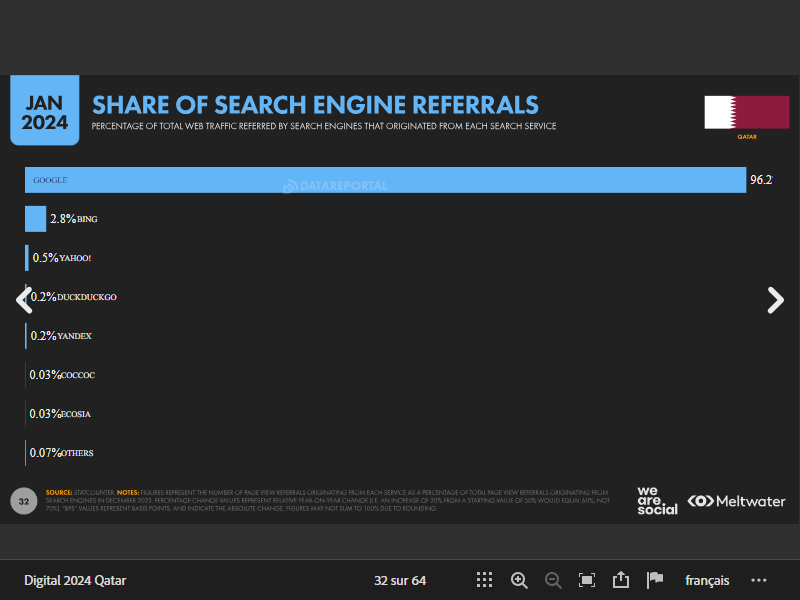 JAN
2024
SHARE OF SEARCH ENGINE REFERRALS
PERCENTAGE OF TOTAL WEB TRAFFIC REFERRED BY SEARCH ENGINES THAT ORIGINATED FROM EACH SEARCH SERVICE
QATAR
GOOGLE 96.2
DATAREPORTAL
2.8% BING
0.5% YAHOO!
0.2% DUCKDUCKGO
0.2% YANDEX
0.03% COCCOC
0.03% ECOSIA
0.07% OTHERS
32
SOURCE: STATCOUNTER. NOTES: FIGURES REPRESENT THE NUMBER OF PAGE VIEW REFERRALS ORIGINATING FROM EACH SERVICE AS A PERCENTAGE OF TOTAL PAGE VIEW REFERRALS ORIGINATING FROM
SEARCH ENGINES IN DECEMBER 2023. PERCENTAGE CHANGE VALUES REPRESENT RELATIVE YEAR-ON-YEAR CHANGE (I.E. AN INCREASE OF 20% FROM A STARTING VALUE OF 50% WOULD EQUAL 60%, NOT
70%). "BPS" VALUES REPRESENT BASIS POINTS, AND INDICATE THE ABSOLUTE CHANGE. FIGURES MAY NOT SUM TO 100% DUE TO ROUNDING.
we
are.
social
Meltwater
Digital 2024 Qatar
32 sur 64
français